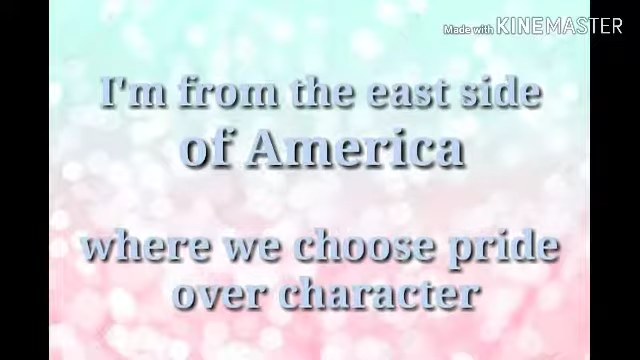 Made with KINEMASTER
I'm from the east side
of America
where we choose pride
over character